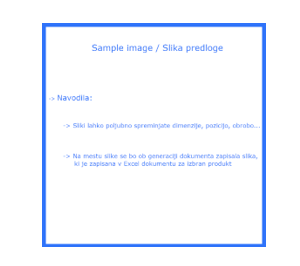 Sample image / Slika predloge
-> Navodila:
-> Sliki lahko poljubno spreminjate dimenzije, pozicijo, obrobo...
-> Na mestu slike se bo ob generaciji dokumenta zapisala slika,
ki je zapisana v Excel dokumentu za izbran produkt